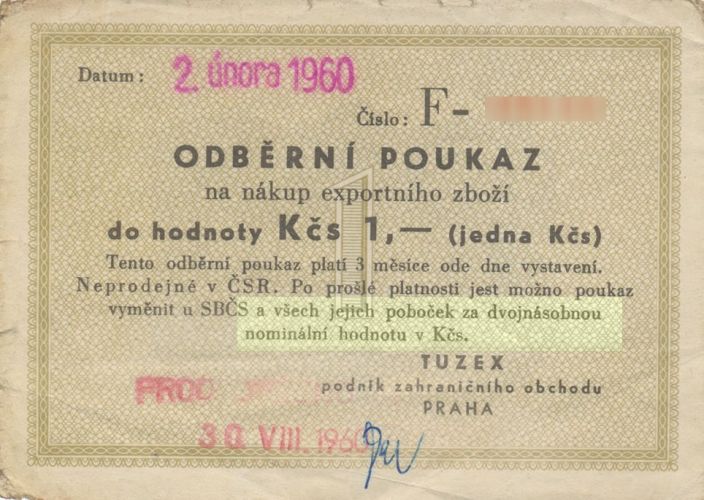 Datum: 2. února 1960
Číslo: F-
ODBĚRNÍ POUKAZ
na nákup exportního zboží
do hodnoty Kčs 1,— (jedna Kčs)
Tento odběrní poukaz platí 3 měsíce ode dne vystavení.
Neprodejné v ČSR. Po prošlé platnosti jest možno poukaz
vyměnit u SBČS a všech jejich poboček za dvojnásobnou
nominální hodnotu v Kčs.
TUZEX
podnik zahraničního obchodu
PRAHA
30. VIII. 1960